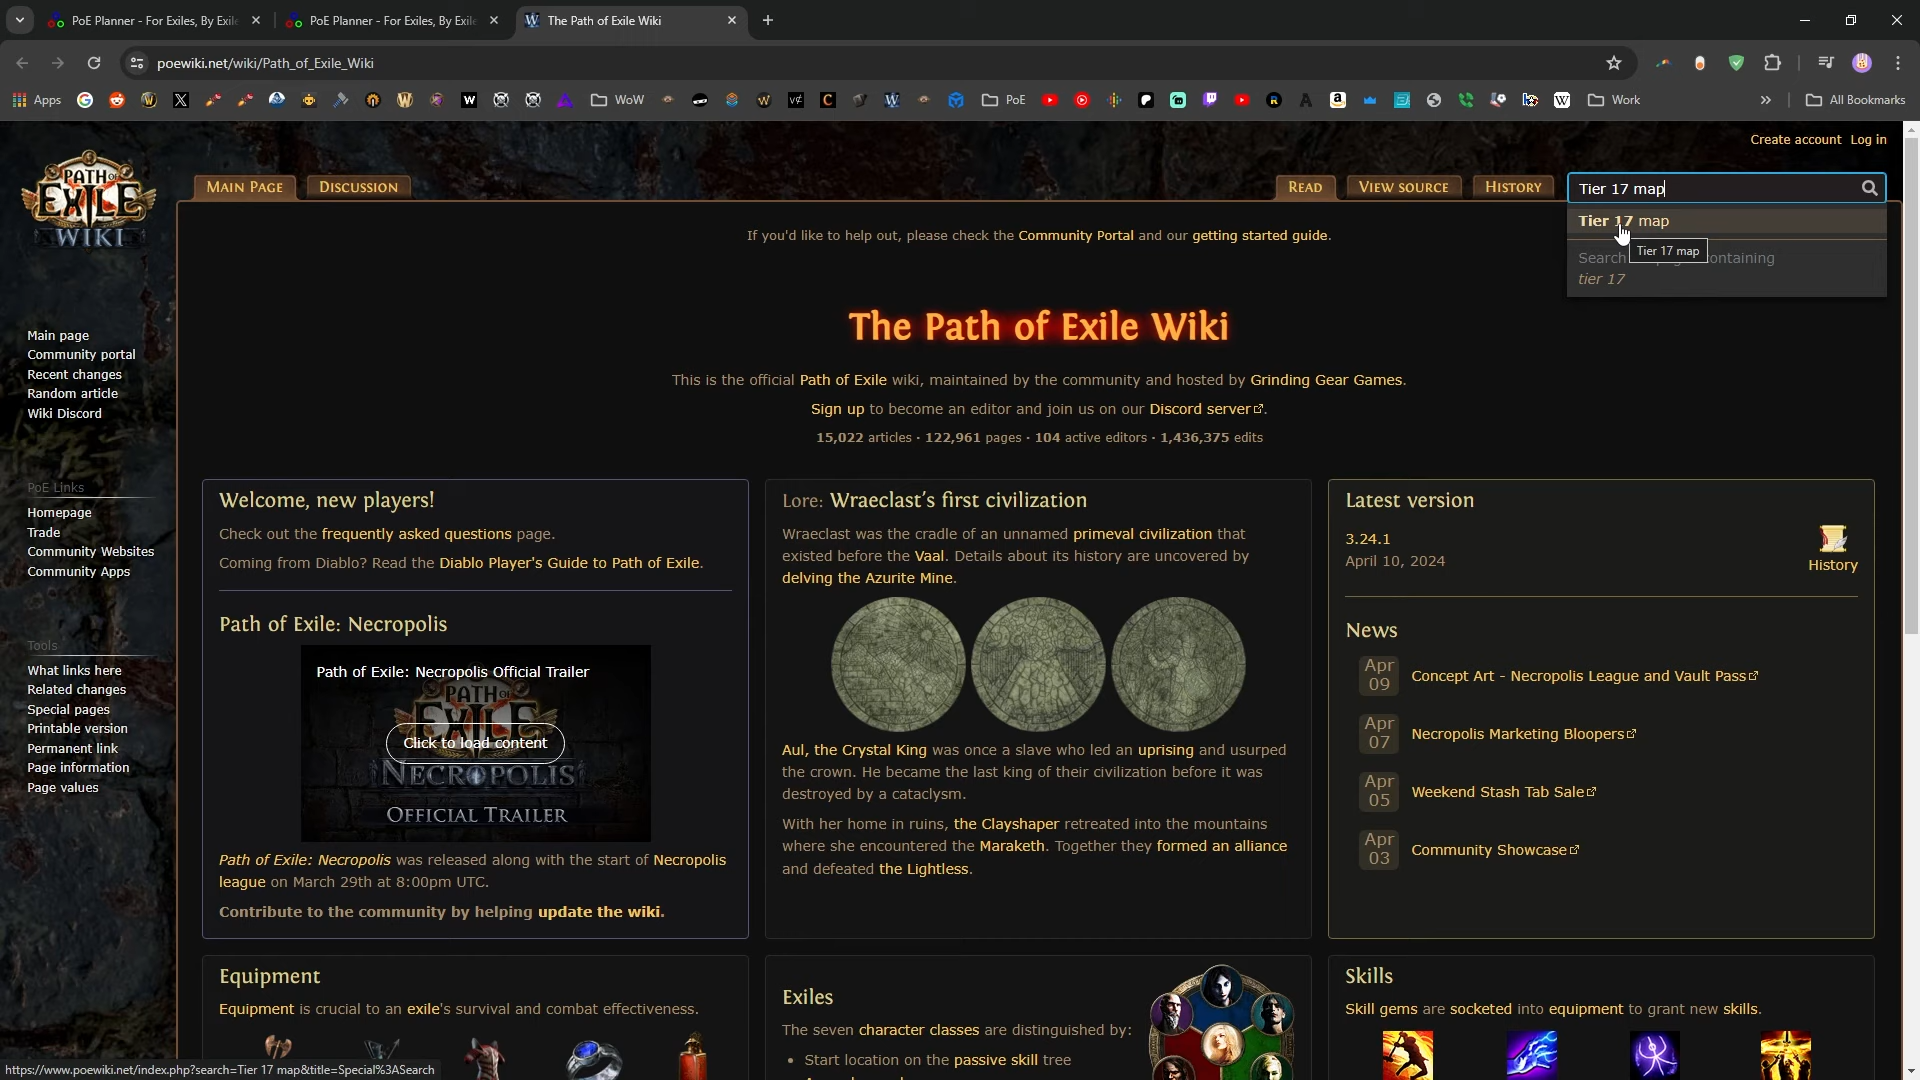 PoE Planner - For Exiles, By Exile
PoE Planner - For Exiles, By Exile
The Path of Exile Wiki
poewiki.net/wiki/Path_of_Exile_Wiki
Apps
WoW
PoE
Work
All Bookmarks
Create account Log in
PATH OF EXILE WIKI
MAIN PAGE
DISCUSSION
READ
VIEW SOURCE
HISTORY
Tier 17 map
Tier 17 map
Tier 17 map
Search containing
tier 17
If you'd like to help out, please check the Community Portal and our getting started guide.
The Path of Exile Wiki
This is the official Path of Exile wiki, maintained by the community and hosted by Grinding Gear Games.
Sign up to become an editor and join us on our Discord server.
15,022 articles · 122,961 pages · 104 active editors · 1,436,375 edits
Main page
Community portal
Recent changes
Random article
Wiki Discord
PoE Links
Homepage
Trade
Community Websites
Community Apps
Tools
What links here
Related changes
Special pages
Printable version
Permanent link
Page information
Page values
Welcome, new players!
Check out the frequently asked questions page.
Coming from Diablo? Read the Diablo Player's Guide to Path of Exile.
Path of Exile: Necropolis
Path of Exile: Necropolis Official Trailer
PATH OF
EXILE
Click to load content
NECROPOLIS
OFFICIAL TRAILER
Path of Exile: Necropolis was released along with the start of Necropolis
league on March 29th at 8:00pm UTC.
Contribute to the community by helping update the wiki.
Lore: Wraeclast's first civilization
Wraeclast was the cradle of an unnamed primeval civilization that
existed before the Vaal. Details about its history are uncovered by
delving the Azurite Mine.
Aul, the Crystal King was once a slave who led an uprising and usurped
the crown. He became the last king of their civilization before it was
destroyed by a cataclysm.
With her home in ruins, the Clayshaper retreated into the mountains
where she encountered the Maraketh. Together they formed an alliance
and defeated the Lightless.
Latest version
3.24.1
April 10, 2024
History
News
Apr
09
Concept Art - Necropolis League and Vault Pass
Apr
07
Necropolis Marketing Bloopers
Apr
05
Weekend Stash Tab Sale
Apr
03
Community Showcase
Equipment
Equipment is crucial to an exile's survival and combat effectiveness.
Exiles
The seven character classes are distinguished by:
• Start location on the passive skill tree
Skills
Skill gems are socketed into equipment to grant new skills.
https://www.poewiki.net/index.php?search=Tier 17 map&title=Special%3ASearch